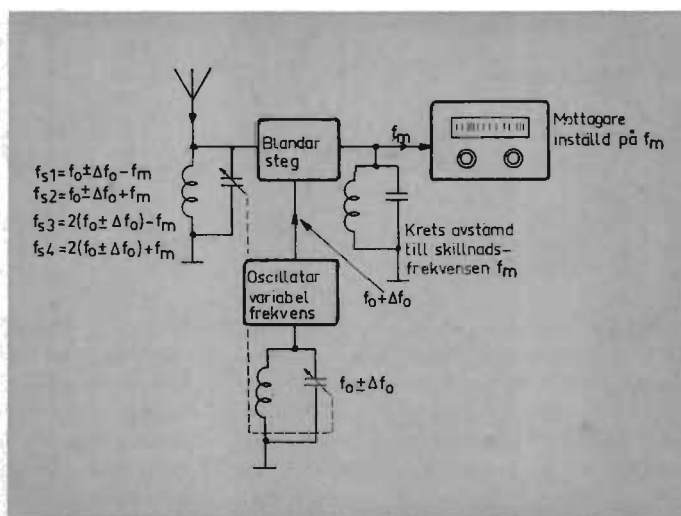 fs1=fo±Δfo–fm
fs2=fo±Δfo+fm
fs3=2(fo±Δfo)–fm
fs4=2(fo±Δfo)+fm
Blandar
steg
fm
Mottagare
inställd på fm
Krets avstämd
till skillnads-
frekvensen fm
fo+Δfo
Oscillatar
variabel
frekvens
fo±Δfo